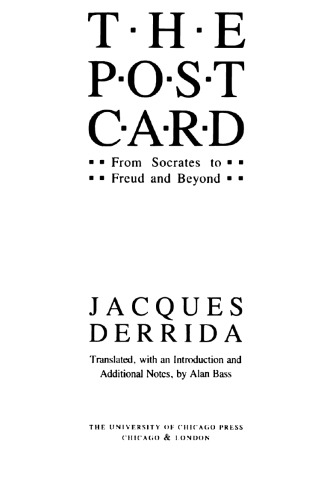 T·H·E
P·O·S·T
C·A·R·D
▪ ▪ From Socrates to ▪ ▪
▪ ▪ Freud and Beyond ▪ ▪
JACQUES
DERRIDA
Translated, with an Introduction and
Additional Notes, by Alan Bass
THE UNIVERSITY OF CHICAGO PRESS
CHICAGO & LONDON